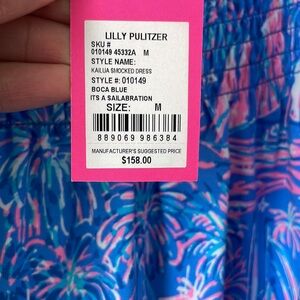 LILLY PULITZER
SKU #
010149 45332A M
STYLE NAME:
KAILUA SMOCKED DRESS
STYLE #: 010149
BOCA BLUE
ITS A SAILABRATION
SIZE: M
889069 986384
MANUFACTURER'S SUGGESTED PRICE
$158.00